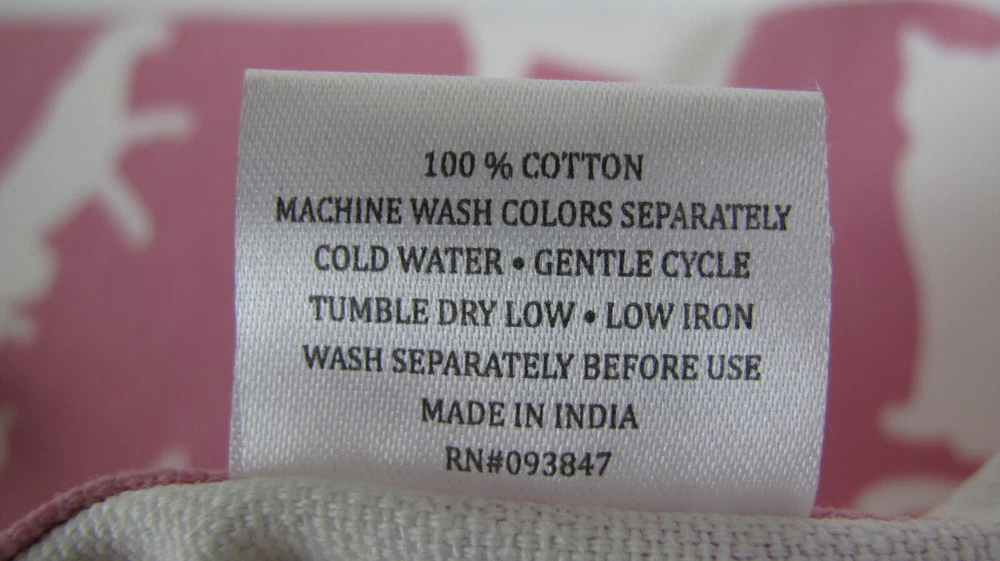 100 % COTTON
MACHINE WASH COLORS SEPARATELY
COLD WATER • GENTLE CYCLE
TUMBLE DRY LOW • LOW IRON
WASH SEPARATELY BEFORE USE
MADE IN INDIA
RN#093847